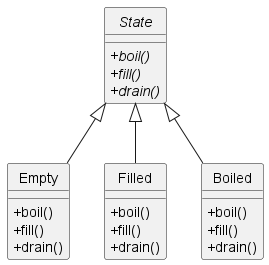 State
+boil()
+fill()
+drain()
Empty
+boil()
+fill()
+drain()
Filled
+boil()
+fill()
+drain()
Boiled
+boil()
+fill()
+drain()